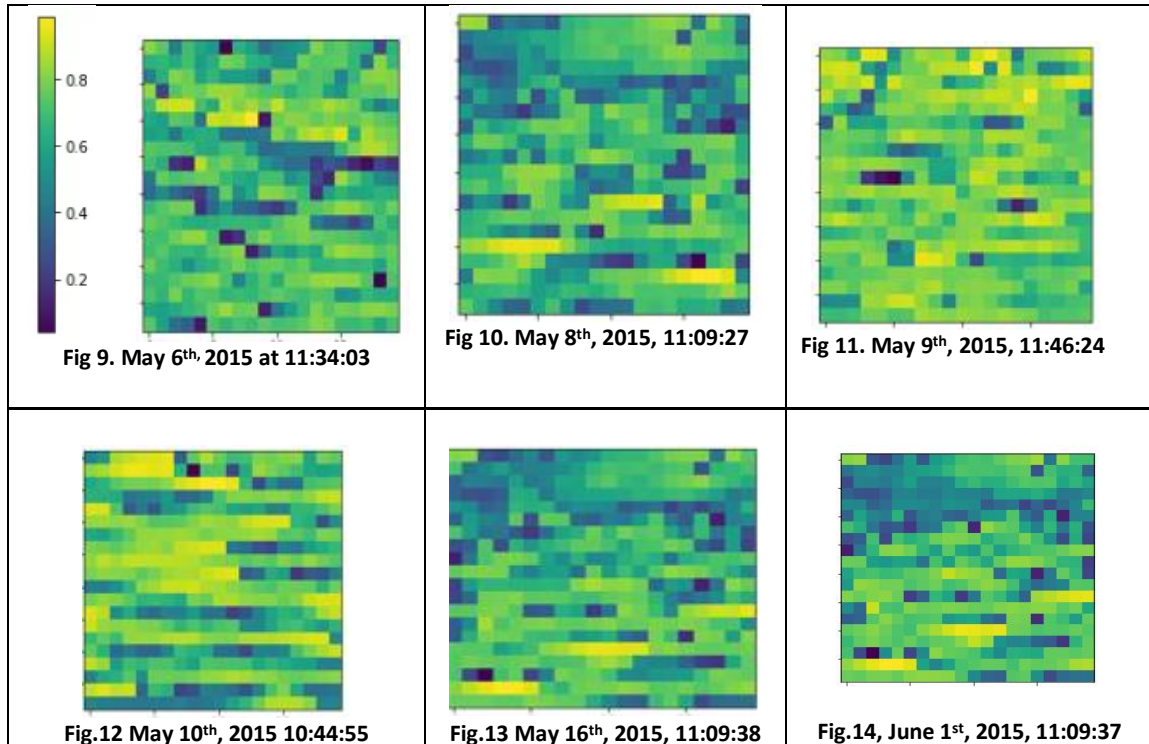 0.8
0.6
0.4
0.2
Fig 9. May 6th, 2015 at 11:34:03
Fig 10. May 8th, 2015, 11:09:27
Fig 11. May 9th, 2015, 11:46:24
Fig.12 May 10th, 2015 10:44:55
Fig.13 May 16th, 2015, 11:09:38
Fig.14, June 1st, 2015, 11:09:37